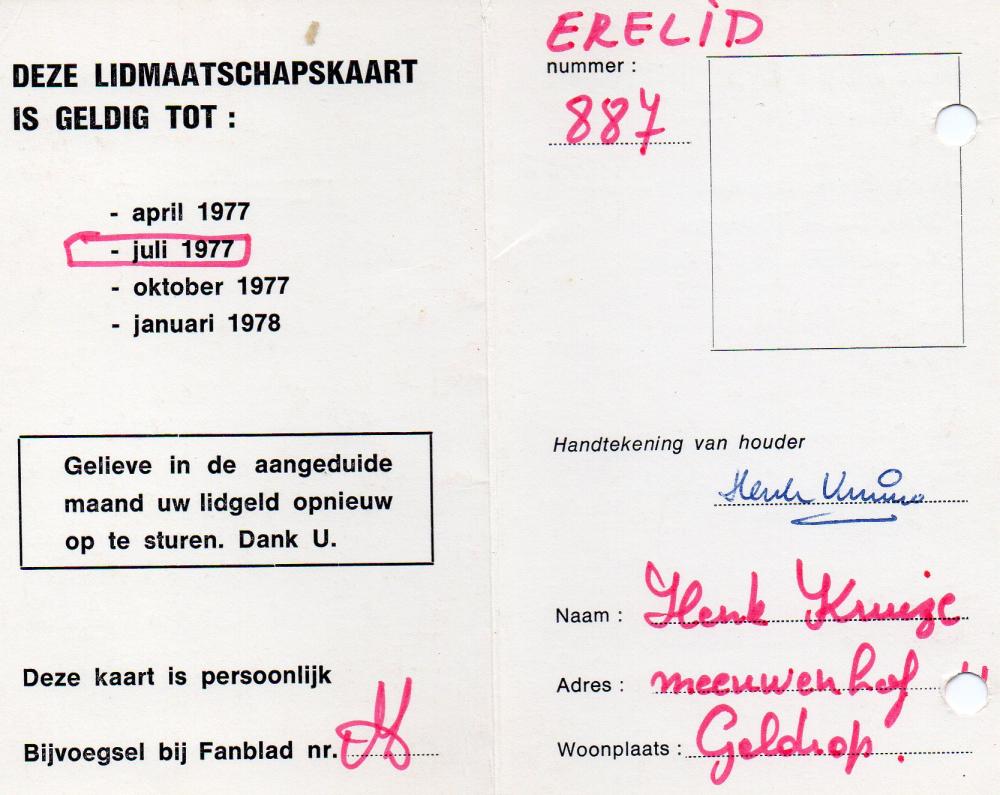 DEZE LIDMAATSCHAPSKAART
IS GELDIG TOT :
- april 1977
- juli 1977
- oktober 1977
- januari 1978
Gelieve in de aangeduide
maand uw lidgeld opnieuw
op te sturen. Dank U.
Deze kaart is persoonlijk
Bijvoegsel bij Fanblad nr.
ERELID
nummer :
887
Handtekening van houder
Henk
Naam : Henk Kruize
Adres : meeuwenhof
Woonplaats : Geldrop.